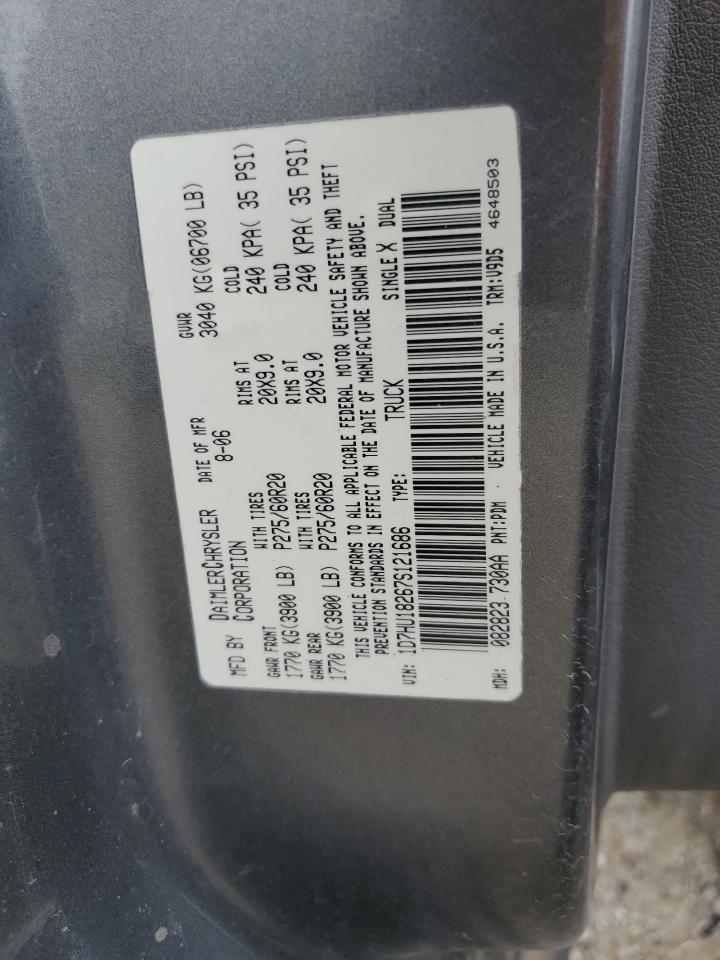 MFD BY DAIMLERCHRYSLER CORPORATION DATE OF MFR 8-06 GVWR 3040 KG(06700 LB)
GAWR FRONT WITH TIRES RIMS AT COLD
1770 KG(3900 LB) P275/60R20 20X9.0 240 KPA( 35 PSI)
GAWR REAR WITH TIRES RIMS AT COLD
1770 KG(3900 LB) P275/60R20 20X9.0 240 KPA( 35 PSI)
THIS VEHICLE CONFORMS TO ALL APPLICABLE FEDERAL MOTOR VEHICLE SAFETY AND THEFT
PREVENTION STANDARDS IN EFFECT ON THE DATE OF MANUFACTURE SHOWN ABOVE.
VIN: 1D7HU18267S121686 TYPE: TRUCK SINGLE X DUAL
MDH: 082823 730AA PNT:PDM · VEHICLE MADE IN U.S.A. TRM:V9D5 4648503